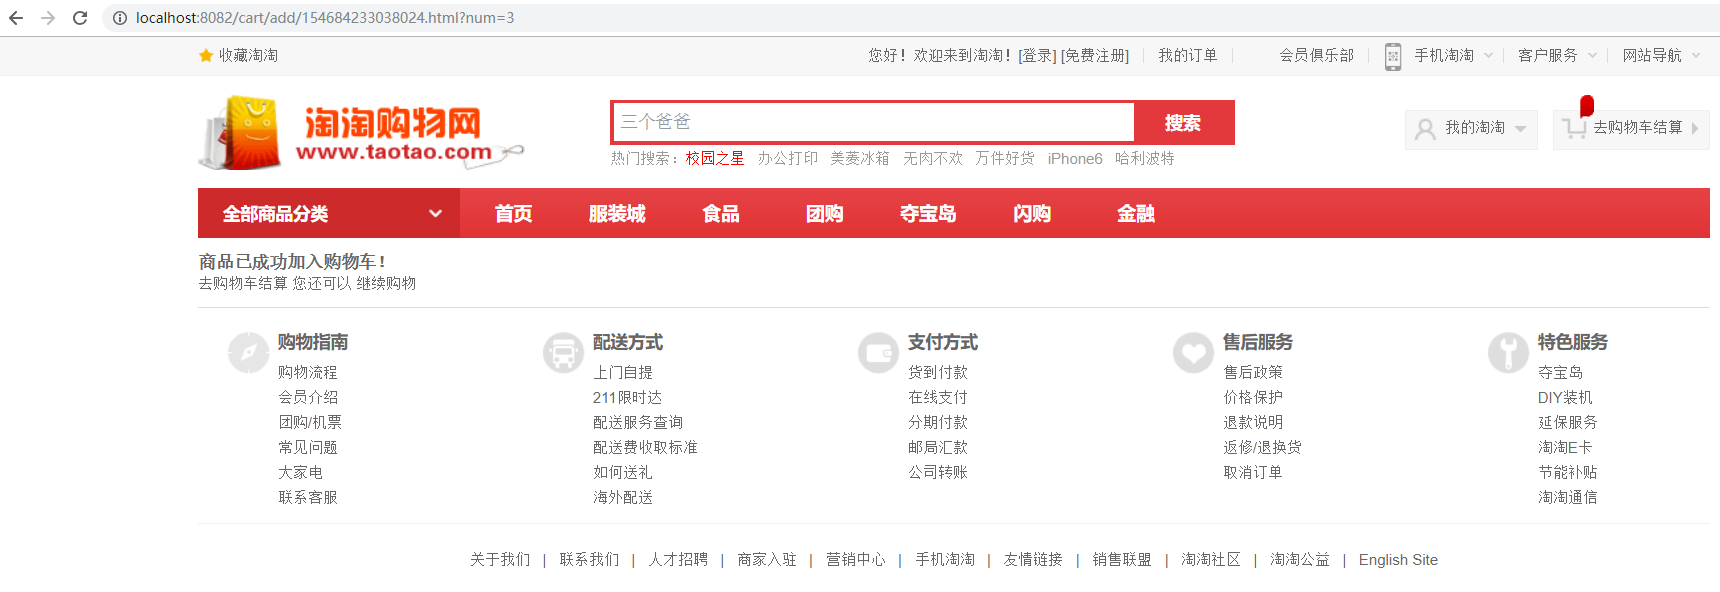 localhost:8082/cart/add/154684233038024.html?num=3
收藏淘淘 您好！欢迎来到淘淘！[登录] [免费注册] 我的订单 会员俱乐部 手机淘淘 客户服务 网站导航
淘淘购物网
www.taotao.com
三个爸爸 搜索 我的淘淘 去购物车结算
热门搜索：校园之星 办公打印 美菱冰箱 无肉不欢 万件好货 iPhone6 哈利波特
全部商品分类 首页 服装城 食品 团购 夺宝岛 闪购 金融
商品已成功加入购物车！
去购物车结算 您还可以 继续购物
购物指南 配送方式 支付方式 售后服务 特色服务
购物流程 上门自提 货到付款 售后政策 夺宝岛
会员介绍 211限时达 在线支付 价格保护 DIY装机
团购/机票 配送服务查询 分期付款 退款说明 延保服务
常见问题 配送费收取标准 邮局汇款 返修/退换货 淘淘E卡
大家电 如何送礼 公司转账 取消订单 节能补贴
联系客服 海外配送 淘淘通信
关于我们 | 联系我们 | 人才招聘 | 商家入驻 | 营销中心 | 手机淘淘 | 友情链接 | 销售联盟 | 淘淘社区 | 淘淘公益 | English Site